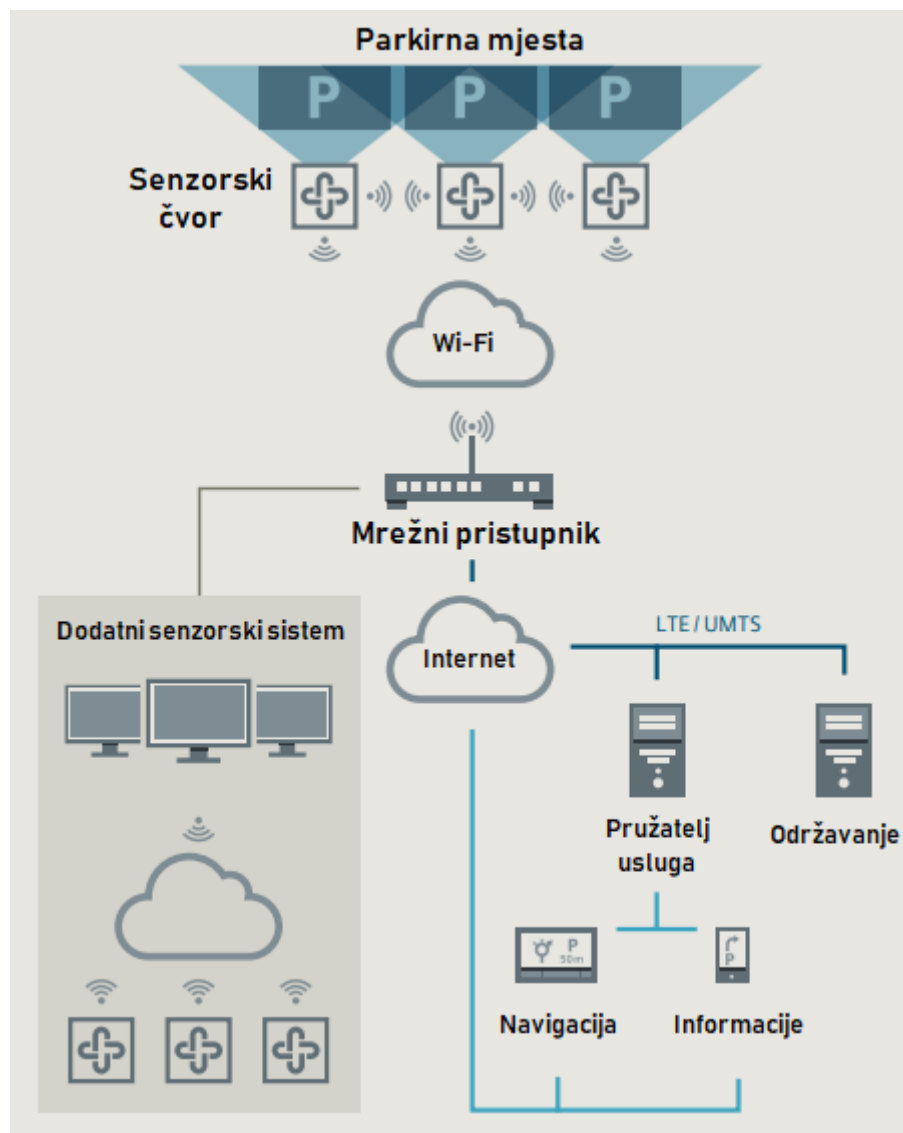 Parkirna mjesta
P P P
Senzorski
čvor
Wi-Fi
Mrežni pristupnik
Dodatni senzorski sistem
Internet
LTE / UMTS
Pružatelj
usluga
Održavanje
P
50m
P
Navigacija
Informacije